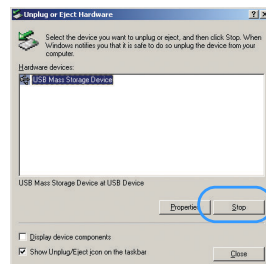 Unplug or Eject Hardware
Select the device you want to unplug or eject, and then click Stop. When
Windows notifies you that it is safe to do so unplug the device from your
computer.
Hardware devices:
USB Mass Storage Device
USB Mass Storage Device at USB Device
Properties Stop
Display device components
Show Unplug/Eject icon on the taskbar
Close